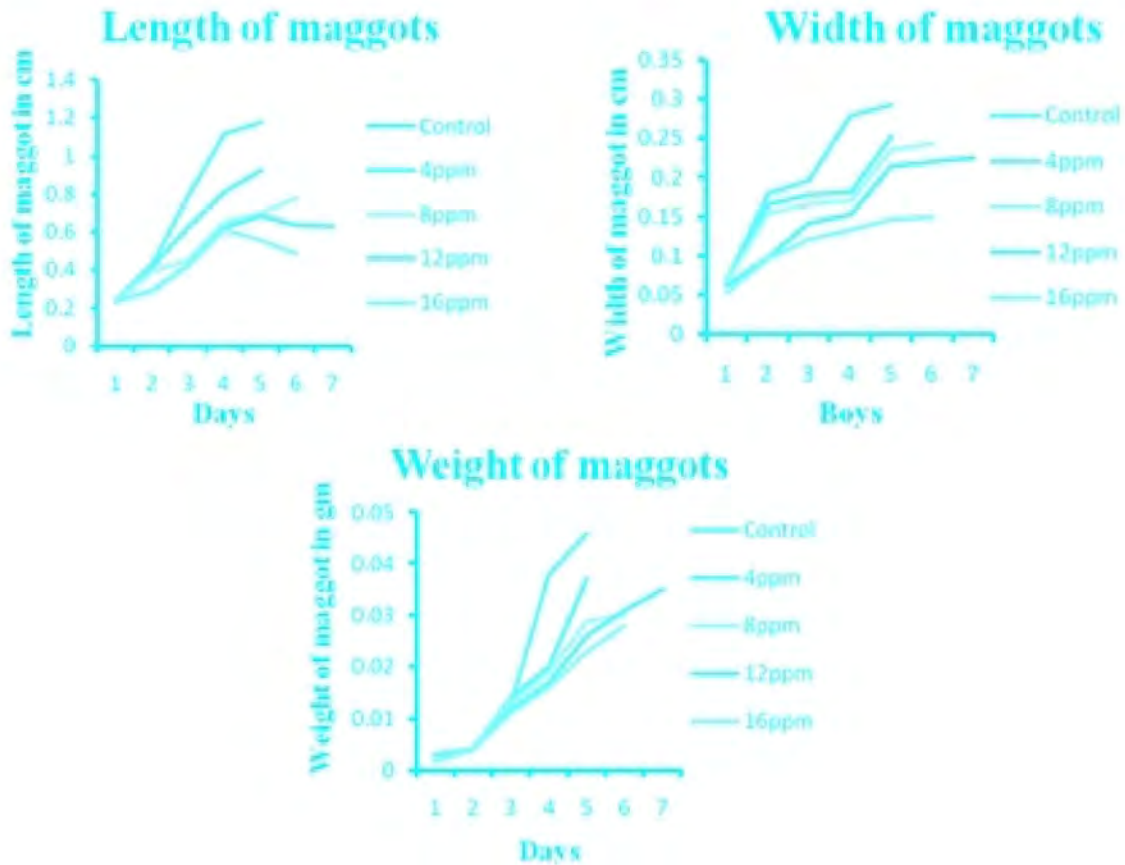 Length of maggots
Length of maggot in cm
1.4
1.2
1
0.8
0.6
0.4
0.2
0
1 2 3 4 5 6 7
Days
Control
4ppm
8ppm
12ppm
16ppm
Width of maggots
Width of maggot in cm
0.35
0.3
0.25
0.2
0.15
0.1
0.05
0
1 2 3 4 5 6 7
Boys
Control
4ppm
8ppm
12ppm
16ppm
Weight of maggots
Weight of maggot in gm
0.05
0.04
0.03
0.02
0.01
0
1 2 3 4 5 6 7
Days
Control
4ppm
8ppm
12ppm
16ppm